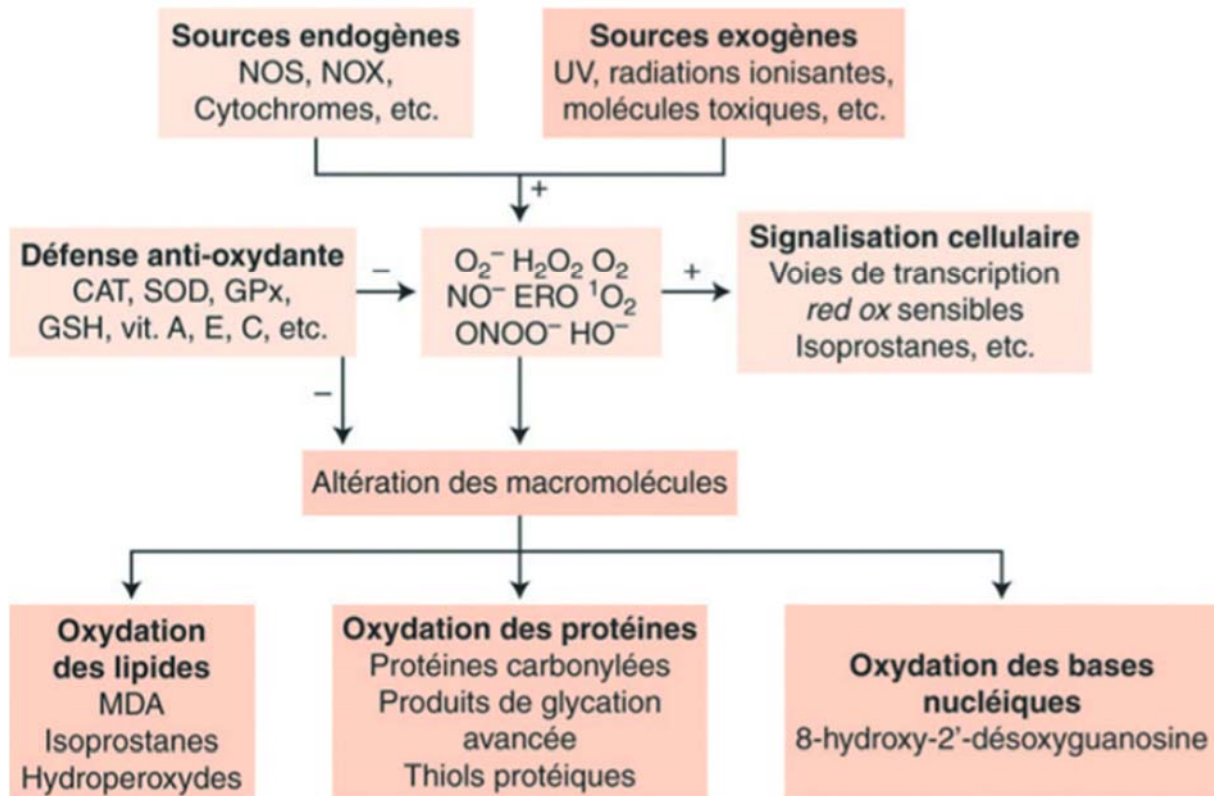 Sources endogènes
NOS, NOX,
Cytochromes, etc.
Sources exogènes
UV, radiations ionisantes,
molécules toxiques, etc.
+
Défense anti-oxydante
CAT, SOD, GPx,
GSH, vit. A, E, C, etc.
–
O₂⁻ H₂O₂ O₂
NO⁻ ERO ¹O₂
ONOO⁻ HO⁻
+
Signalisation cellulaire
Voies de transcription
red ox sensibles
Isoprostanes, etc.
–
Altération des macromolécules
Oxydation
des lipides
MDA
Isoprostanes
Hydroperoxydes
Oxydation des protéines
Protéines carbonylées
Produits de glycation
avancée
Thiols protéiques
Oxydation des bases
nucléiques
8-hydroxy-2'-désoxyguanosine